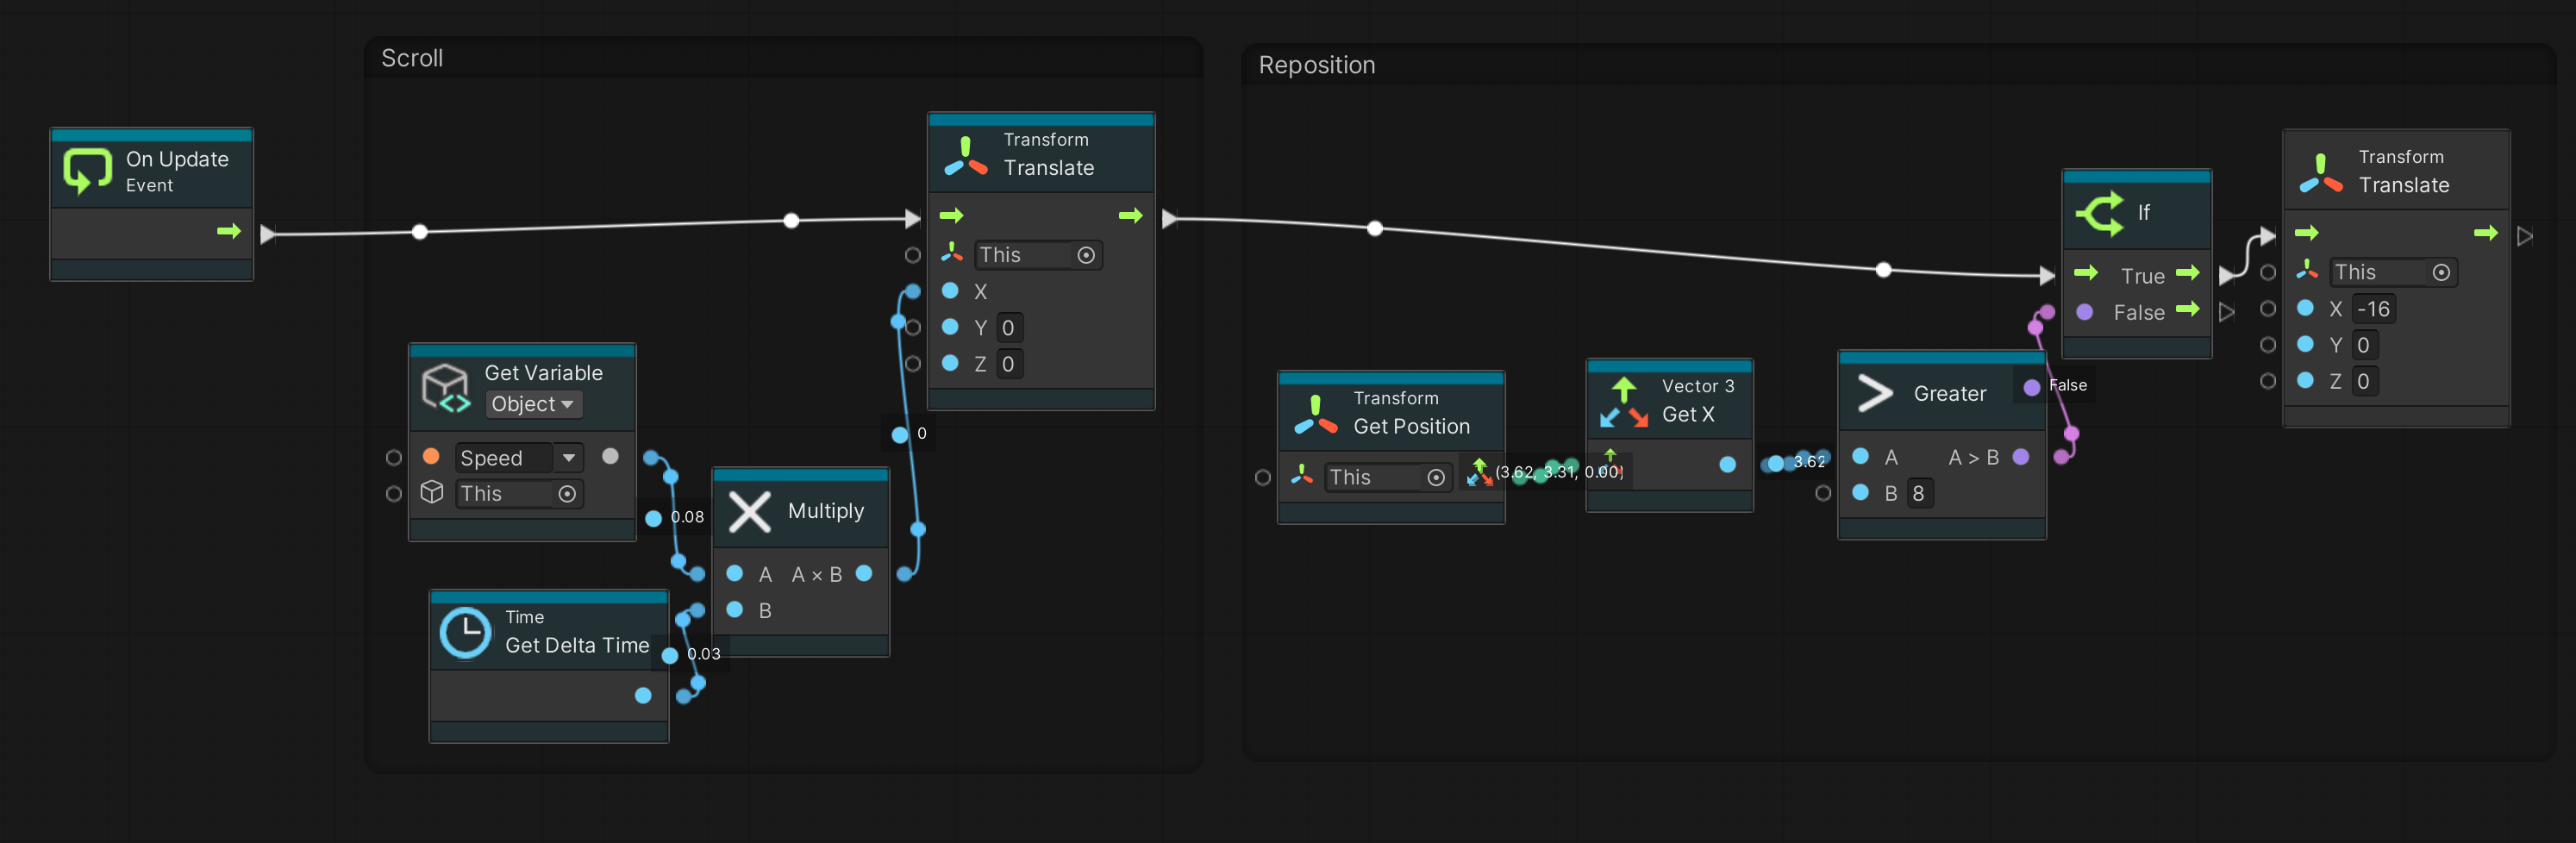 Scroll
Reposition
On Update
Event
Get Variable
Object
Speed
This
0.08
Time
Get Delta Time
0.03
Multiply
A A × B
B
0
Transform
Translate
This
X
Y 0
Z 0
Transform
Get Position
This
(3.62, 3.31, 0.00)
Vector 3
Get X
3.62
Greater
False
A A > B
B 8
If
True
False
Transform
Translate
This
X -16
Y 0
Z 0